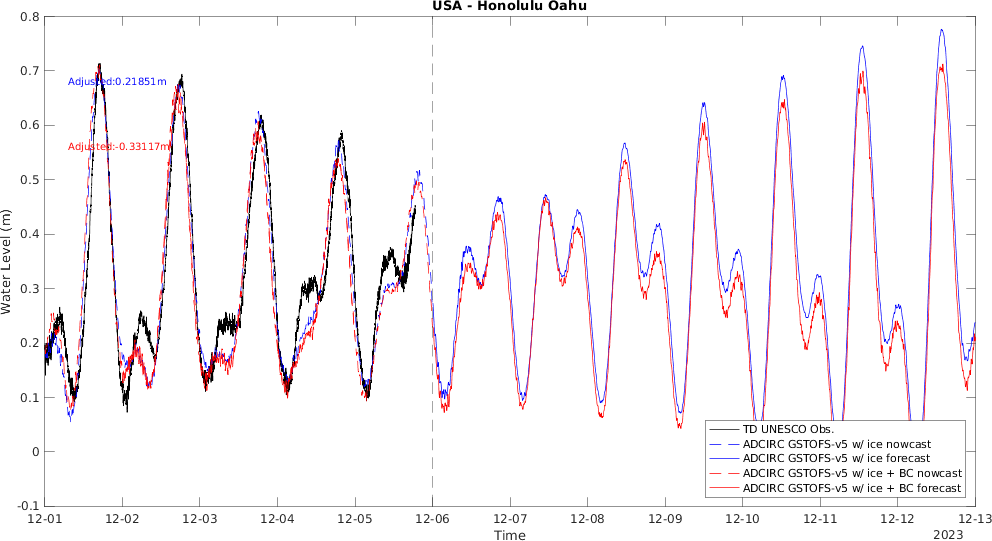 USA - Honolulu Oahu
0.8
0.7
0.6
0.5
0.4
0.3
0.2
0.1
0
-0.1
Water Level (m)
Adjusted:0.21851m
Adjusted:-0.33117m
TD UNESCO Obs.
ADCIRC GSTOFS-v5 w/ ice nowcast
ADCIRC GSTOFS-v5 w/ ice forecast
ADCIRC GSTOFS-v5 w/ ice + BC nowcast
ADCIRC GSTOFS-v5 w/ ice + BC forecast
12-01 12-02 12-03 12-04 12-05 12-06 12-07 12-08 12-09 12-10 12-11 12-12 12-13
Time
2023